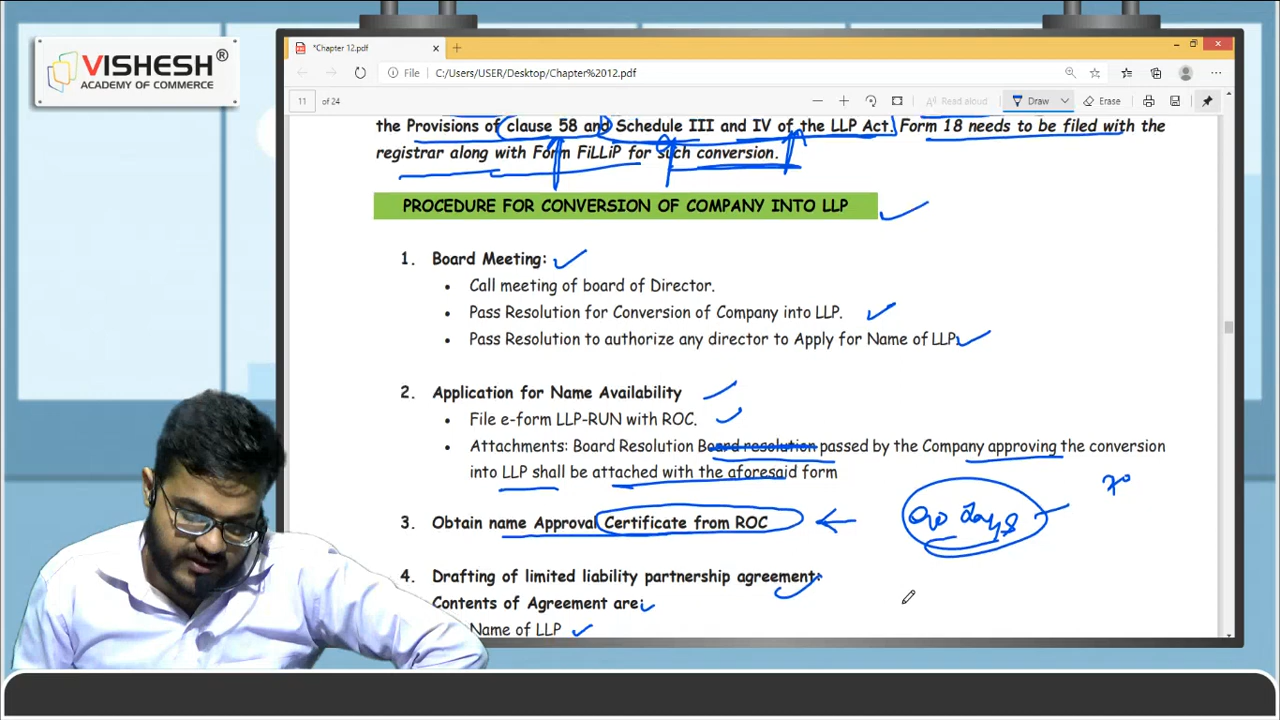 VISHESH®
ACADEMY OF COMMERCE
*Chapter 12.pdf
File
C:/Users/USER/Desktop/Chapter%2012.pdf
11 of 24
Read aloud
Draw
Erase
the Provisions of clause 58 and Schedule III and IV of the LLP Act. Form 18 needs to be filed with the
registrar along with Form FiLLiP for such conversion.
PROCEDURE FOR CONVERSION OF COMPANY INTO LLP
1. Board Meeting:
• Call meeting of board of Director.
• Pass Resolution for Conversion of Company into LLP.
• Pass Resolution to authorize any director to Apply for Name of LLP.
2. Application for Name Availability
• File e-form LLP-RUN with ROC.
• Attachments: Board Resolution Board resolution passed by the Company approving the conversion
into LLP shall be attached with the aforesaid form
3. Obtain name Approval Certificate from ROC
days
4. Drafting of limited liability partnership agreement:
Contents of Agreement are:
Name of LLP